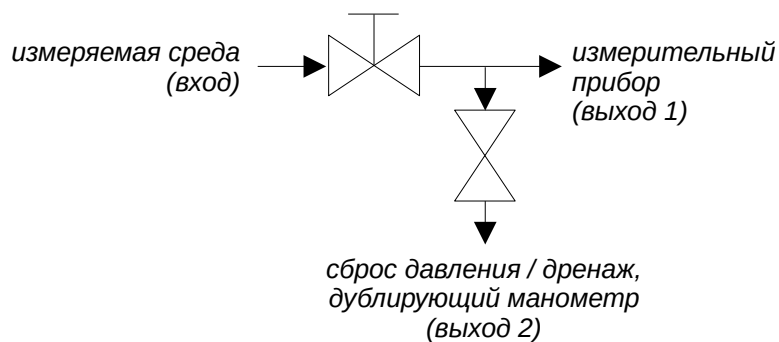 измеряемая среда
(вход)
измерительный
прибор
(выход 1)
сброс давления / дренаж,
дублирующий манометр
(выход 2)